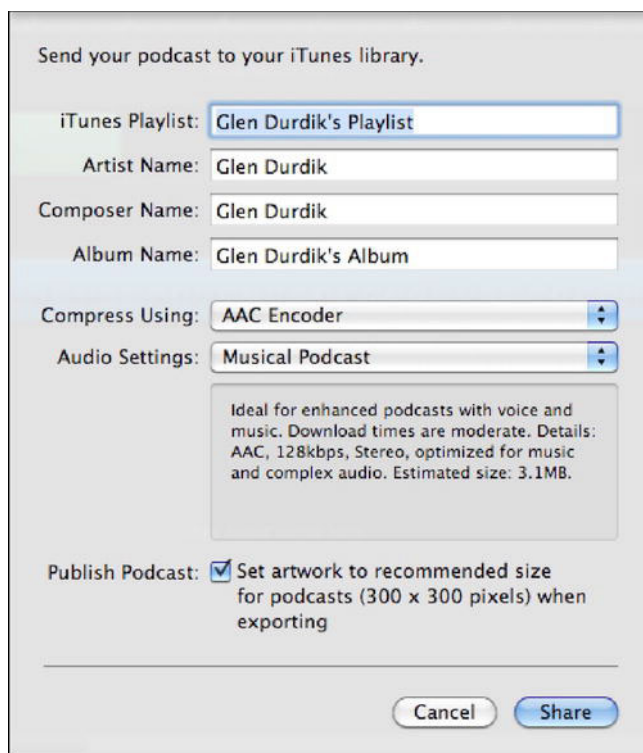 Send your podcast to your iTunes library.
iTunes Playlist: Glen Durdik's Playlist
Artist Name: Glen Durdik
Composer Name: Glen Durdik
Album Name: Glen Durdik's Album
Compress Using: AAC Encoder
Audio Settings: Musical Podcast
Ideal for enhanced podcasts with voice and
music. Download times are moderate. Details:
AAC, 128kbps, Stereo, optimized for music
and complex audio. Estimated size: 3.1MB.
Publish Podcast: Set artwork to recommended size
for podcasts (300 x 300 pixels) when
exporting
Cancel Share